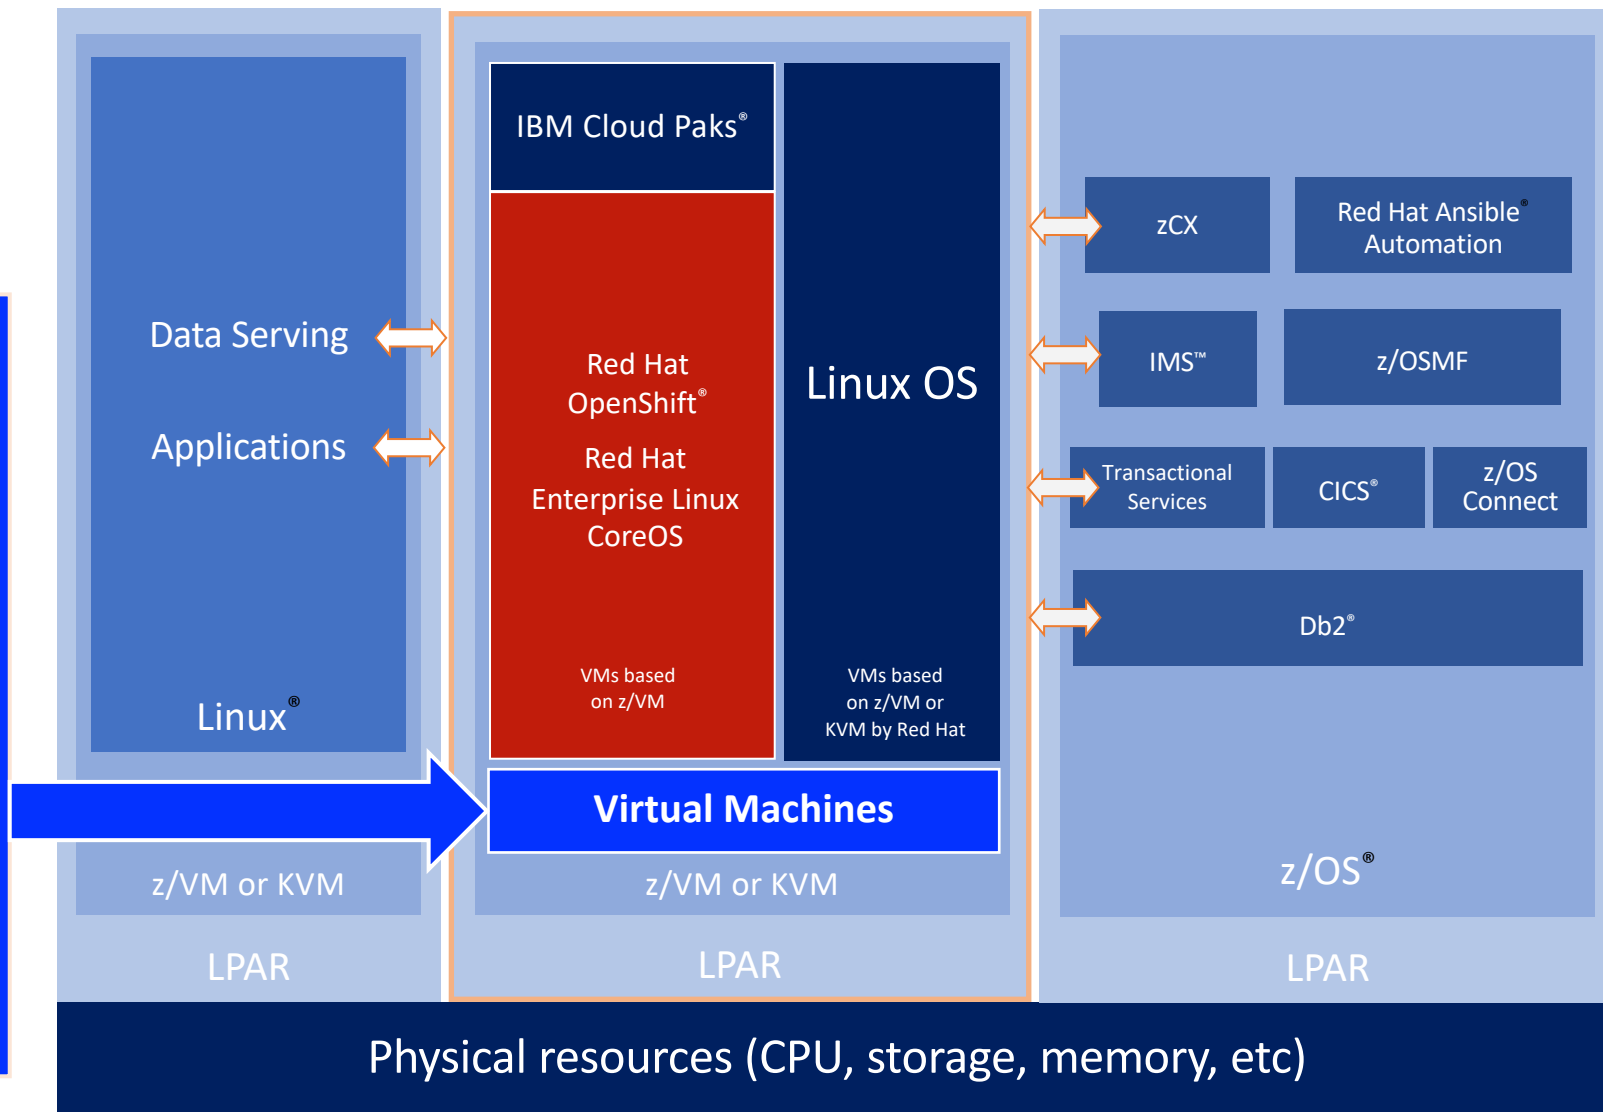 Data Serving
Applications
Linux®
z/VM or KVM
LPAR
IBM Cloud Paks®
Red Hat
OpenShift®
Red Hat
Enterprise Linux
CoreOS
VMs based
on z/VM
Linux OS
VMs based
on z/VM or
KVM by Red Hat
Virtual Machines
z/VM or KVM
LPAR
zCX
Red Hat Ansible®
Automation
IMS™
z/OSMF
Transactional
Services
CICS®
z/OS
Connect
Db2®
z/OS®
LPAR
Physical resources (CPU, storage, memory, etc)